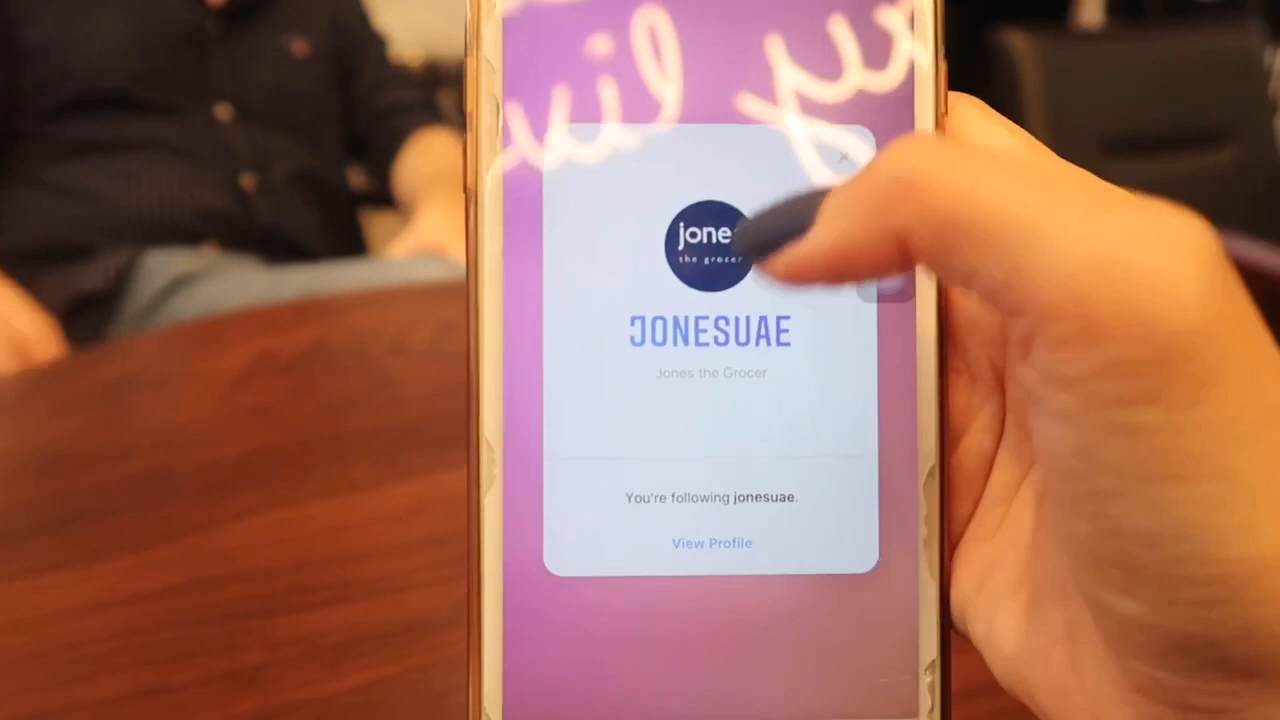 jone
the grocer
JONESUAE
Jones the Grocer
You're following jonesuae.
View Profile